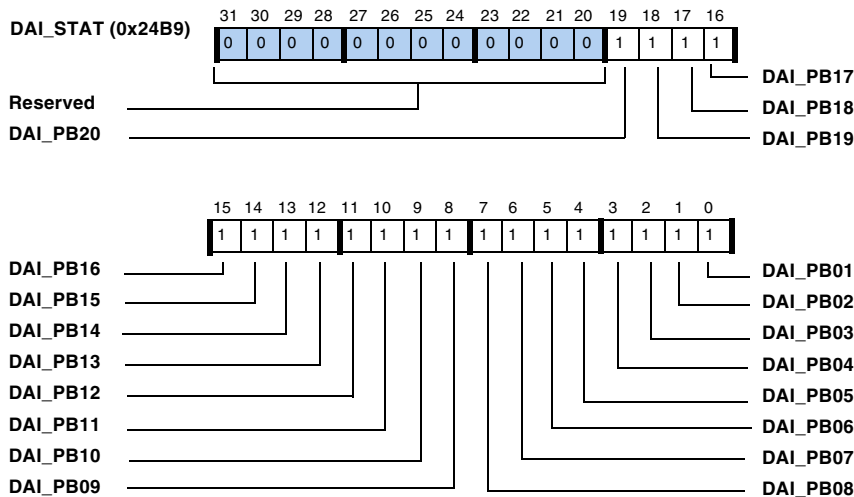 31 30 29 28 27 26 25 24 23 22 21 20 19 18 17 16
DAI_STAT (0x24B9)
0 0 0 0 0 0 0 0 0 0 0 0 1 1 1 1
DAI_PB17
Reserved
DAI_PB18
DAI_PB20
DAI_PB19
15 14 13 12 11 10 9 8 7 6 5 4 3 2 1 0
1 1 1 1 1 1 1 1 1 1 1 1 1 1 1 1
DAI_PB16
DAI_PB01
DAI_PB15
DAI_PB02
DAI_PB14
DAI_PB03
DAI_PB13
DAI_PB04
DAI_PB12
DAI_PB05
DAI_PB11
DAI_PB06
DAI_PB10
DAI_PB07
DAI_PB09
DAI_PB08